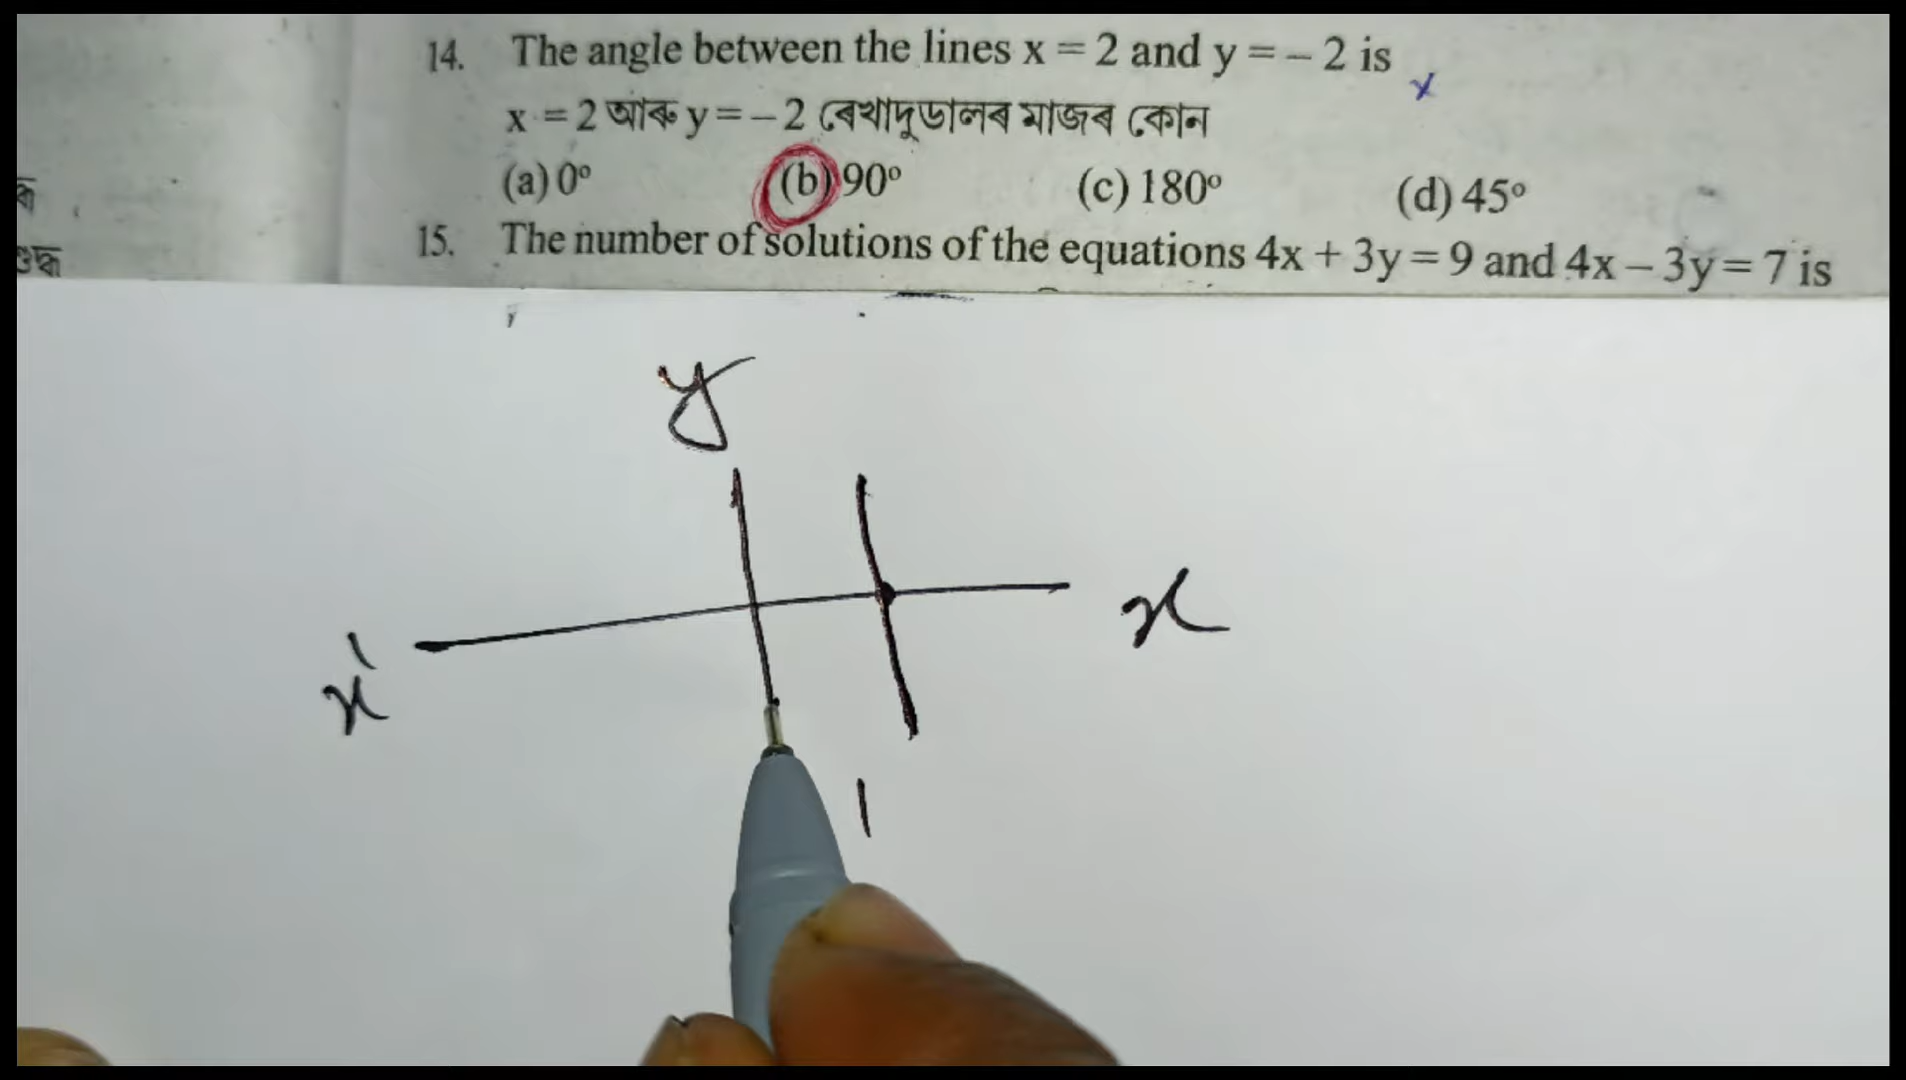 14. The angle between the lines x = 2 and y = – 2 is
x
x = 2 আৰু y = – 2 ৰেখাদুডালৰ মাজৰ কোন
(a) 0° (b) 90° (c) 180° (d) 45°
15. The number of solutions of the equations 4x + 3y = 9 and 4x – 3y = 7 is
y
x
x'